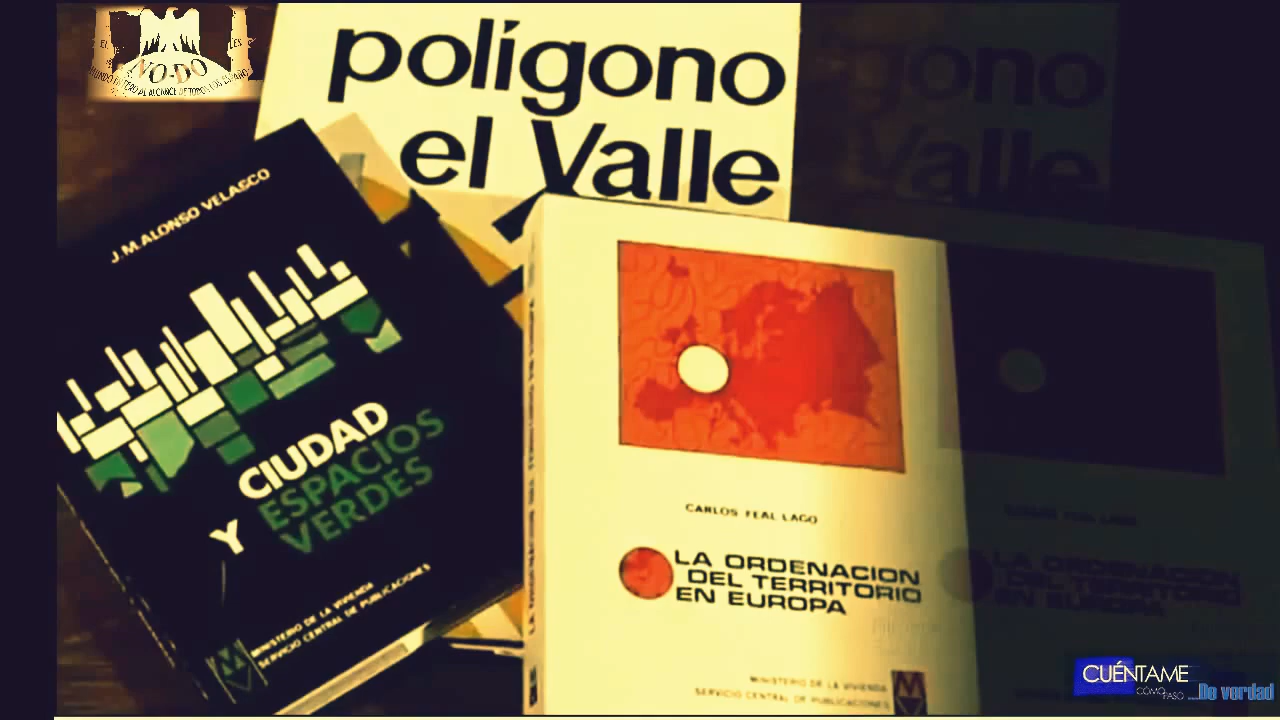 NO-DO
polígono
el Valle
J.M. ALONSO VELASCO
CIUDAD
Y ESPACIOS
VERDES
MINISTERIO DE LA VIVIENDA
SERVICIO CENTRAL DE PUBLICACIONES
CARLOS FEAL LAGO
LA ORDENACION
DEL TERRITORIO
EN EUROPA
MINISTERIO DE LA VIVIENDA
SERVICIO CENTRAL DE PUBLICACIONES
CUÉNTAME
CÓMO PASÓ ...De verdad